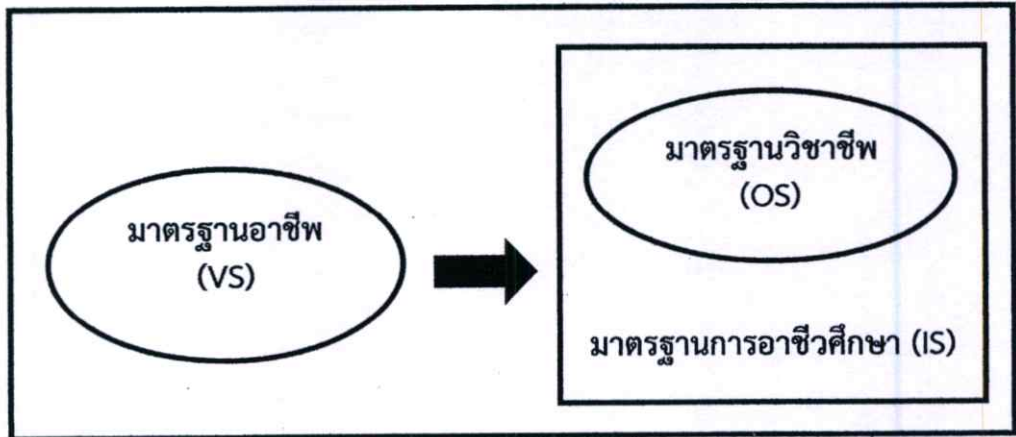 มาตรฐานอาชีพ
(VS)
มาตรฐานวิชาชีพ
(OS)
มาตรฐานการอาชีวศึกษา (IS)